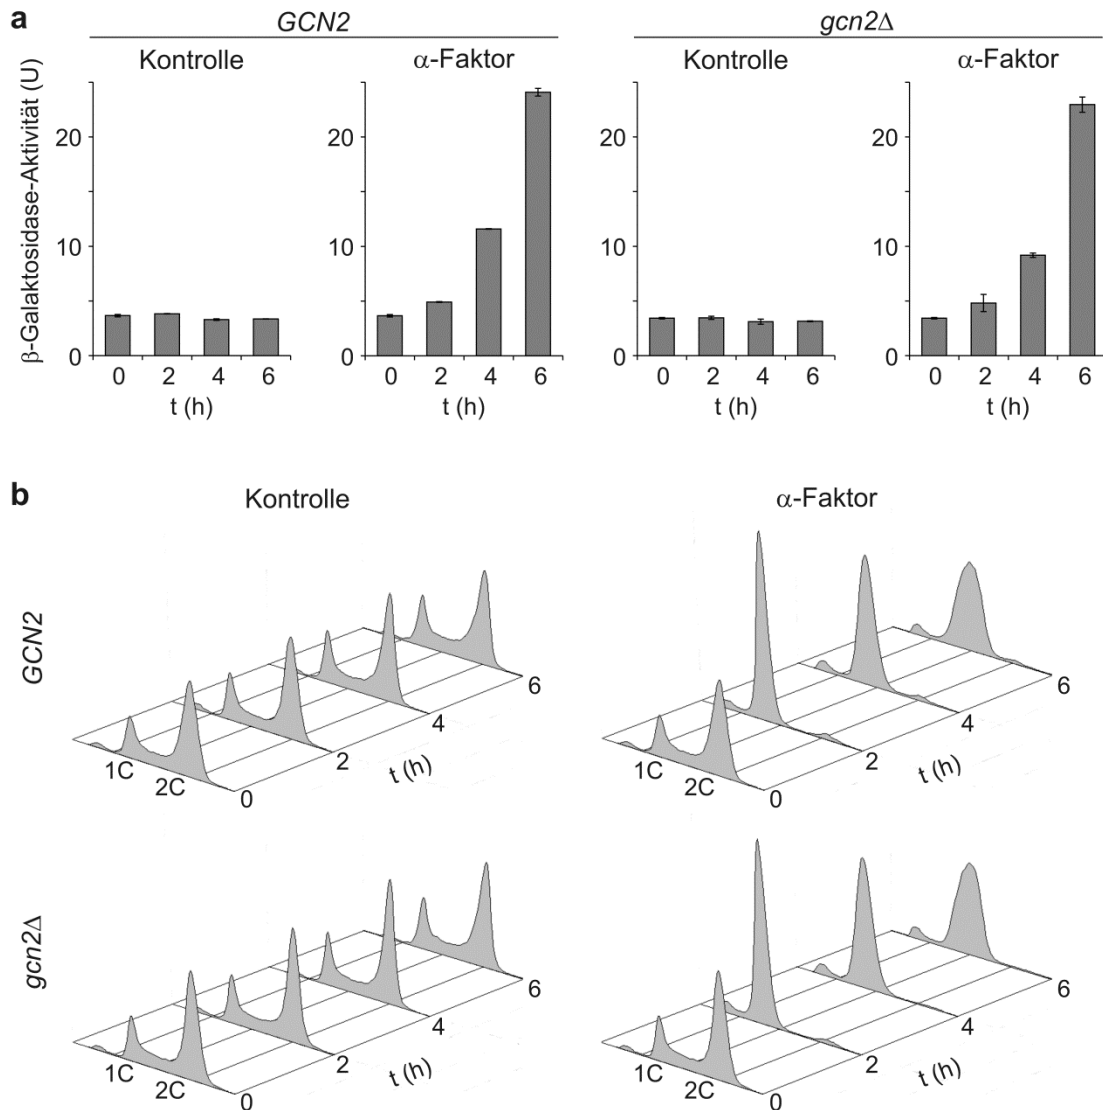 a
GCN2
gcn2Δ
Kontrolle
α-Faktor
Kontrolle
α-Faktor
β-Galaktosidase-Aktivität (U)
20
10
0
0 2 4 6
t (h)
20
10
0
0 2 4 6
t (h)
20
10
0
0 2 4 6
t (h)
20
10
0
0 2 4 6
t (h)
b
Kontrolle
α-Faktor
GCN2
1C
2C
0
2
4
6
t (h)
1C
2C
0
2
4
6
t (h)
gcn2Δ
1C
2C
0
2
4
6
t (h)
1C
2C
0
2
4
6
t (h)